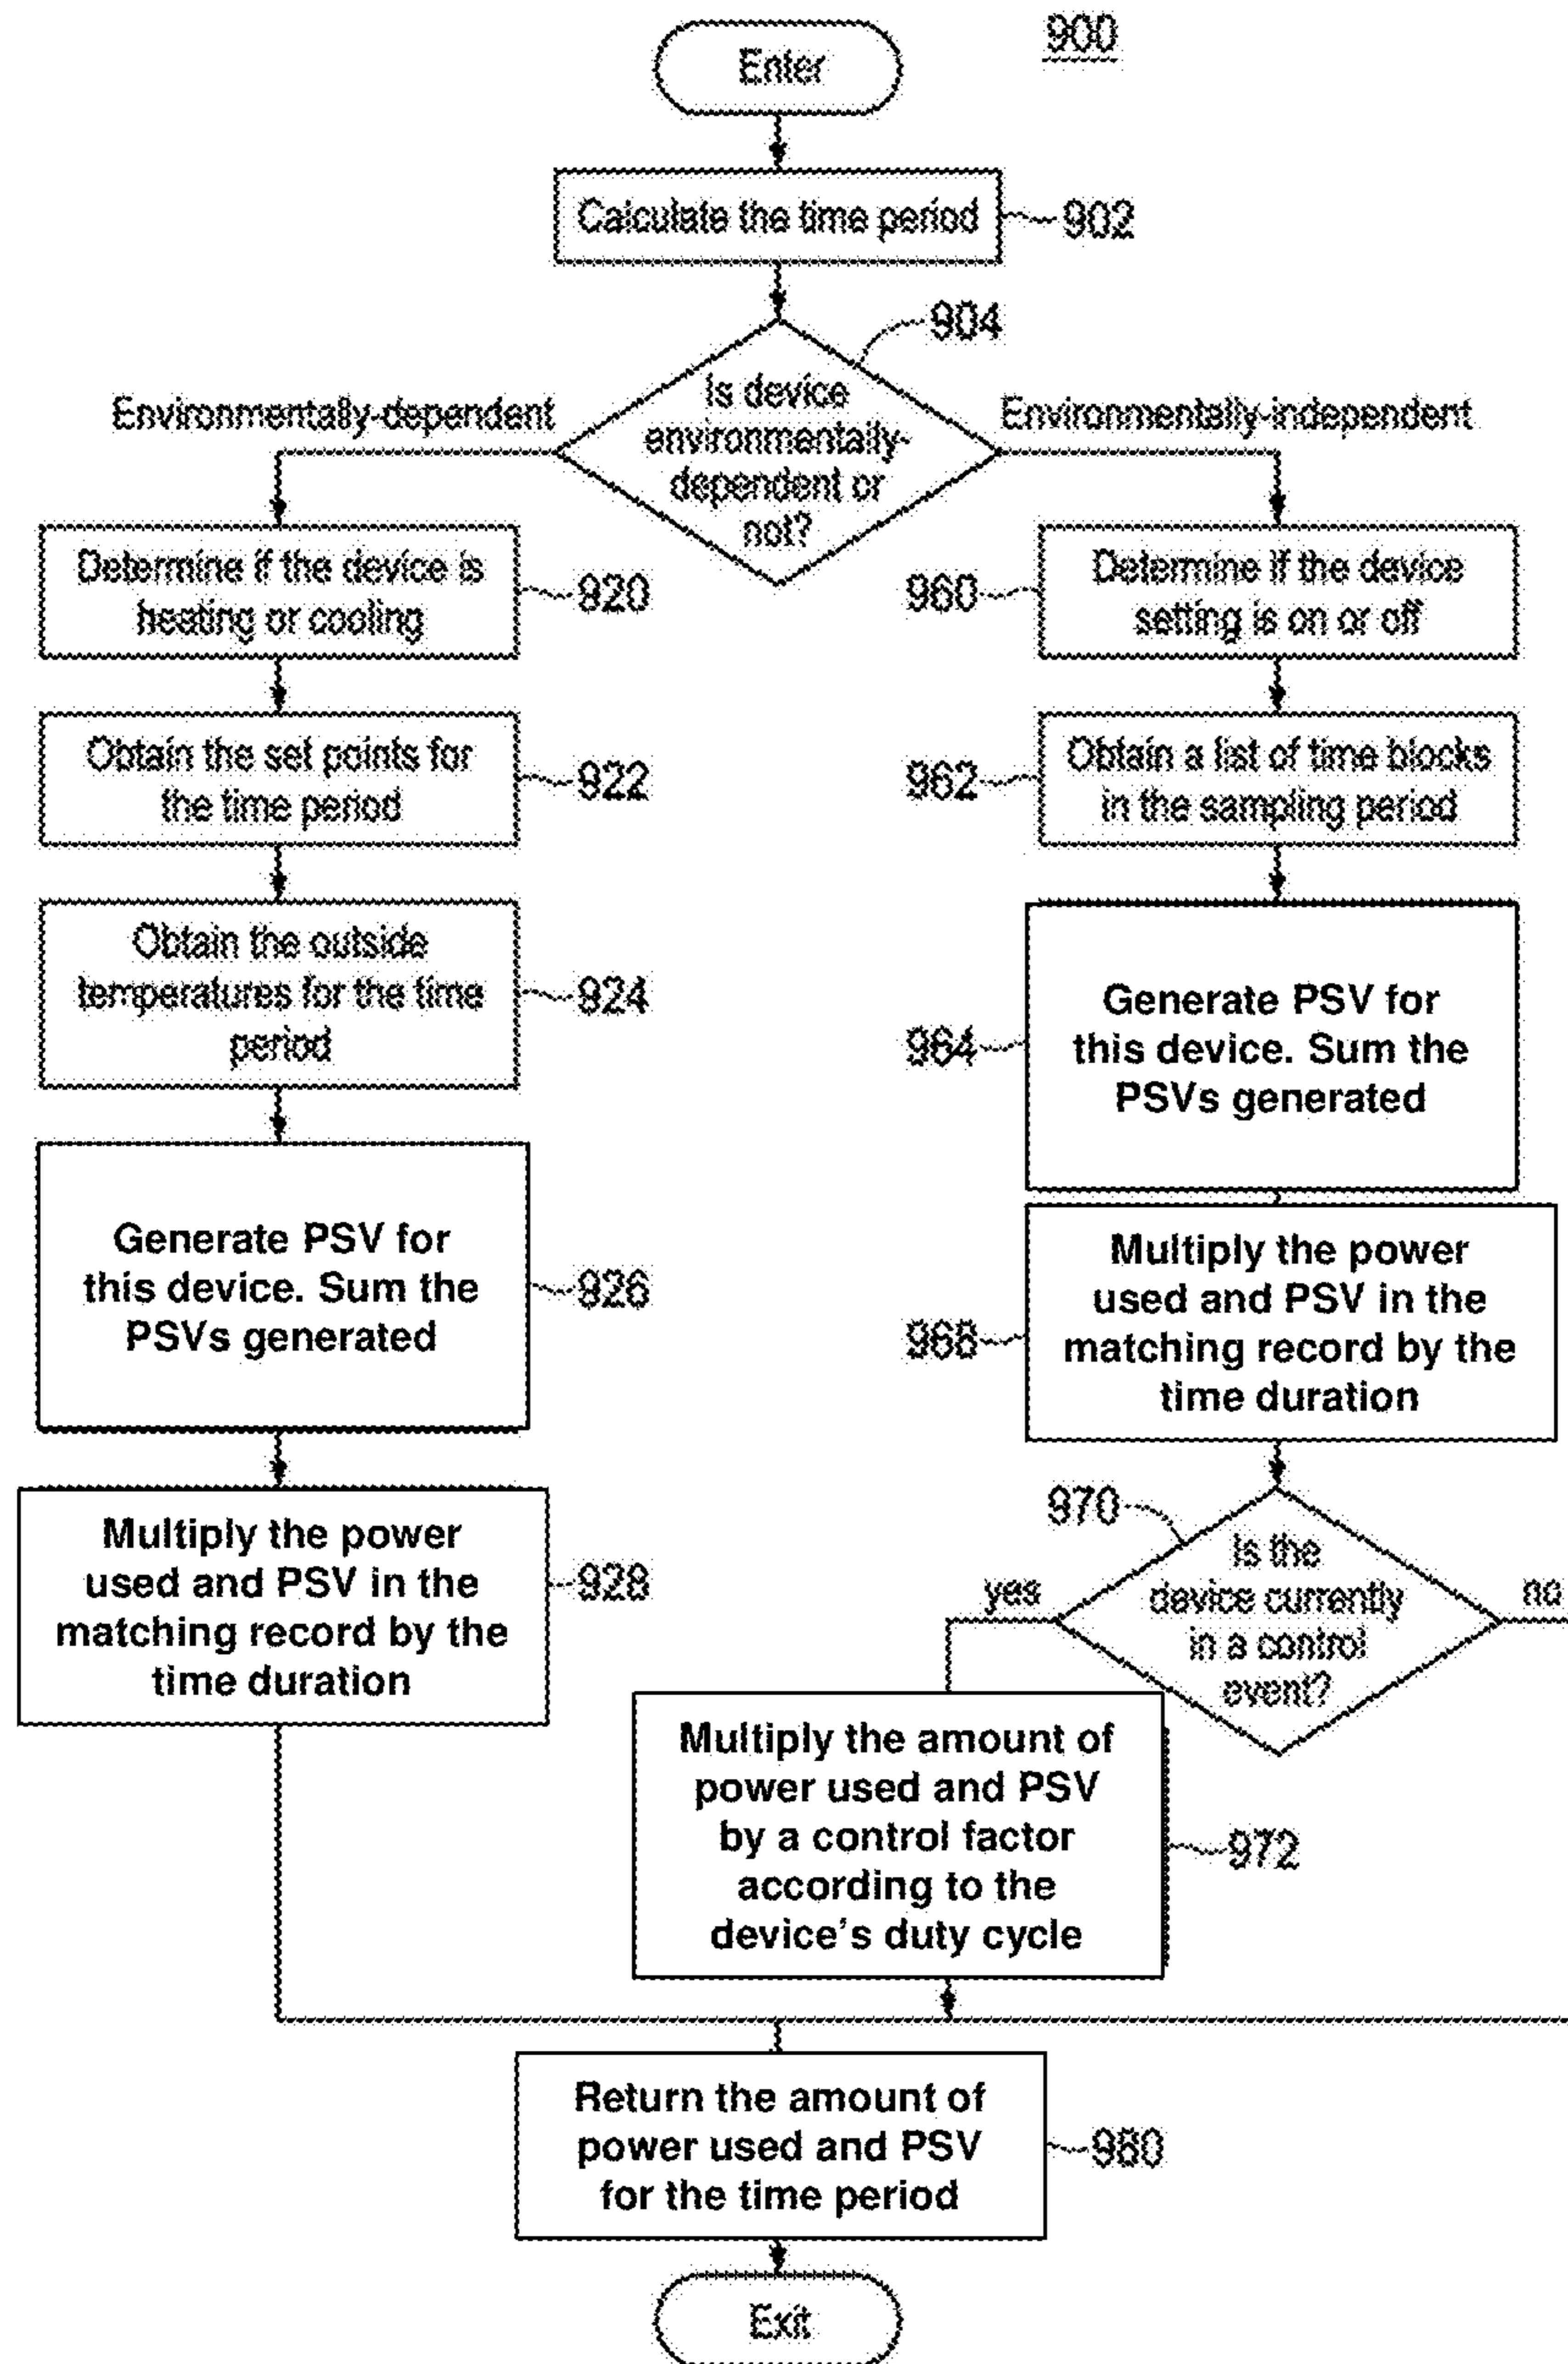 900
Enter
Calculate the time period
902
904
Is device
environmentally-
dependent or
not?
Environmentally-dependent
Environmentally-independent
Determine if the device is
heating or cooling
920
Obtain the set points for
the time period
922
Obtain the outside
temperatures for the time
period
924
Generate PSV for
this device. Sum the
PSVs generated
926
Multiply the power
used and PSV in the
matching record by the
time duration
928
960
Determine if the device
setting is on or off
962
Obtain a list of time blocks
in the sampling period
964
Generate PSV for
this device. Sum the
PSVs generated
968
Multiply the power
used and PSV in the
matching record by the
time duration
970
Is the
device currently
in a control
event?
yes
no
Multiply the amount of
power used and PSV
by a control factor
according to the
device's duty cycle
972
Return the amount of
power used and PSV
for the time period
980
Exit